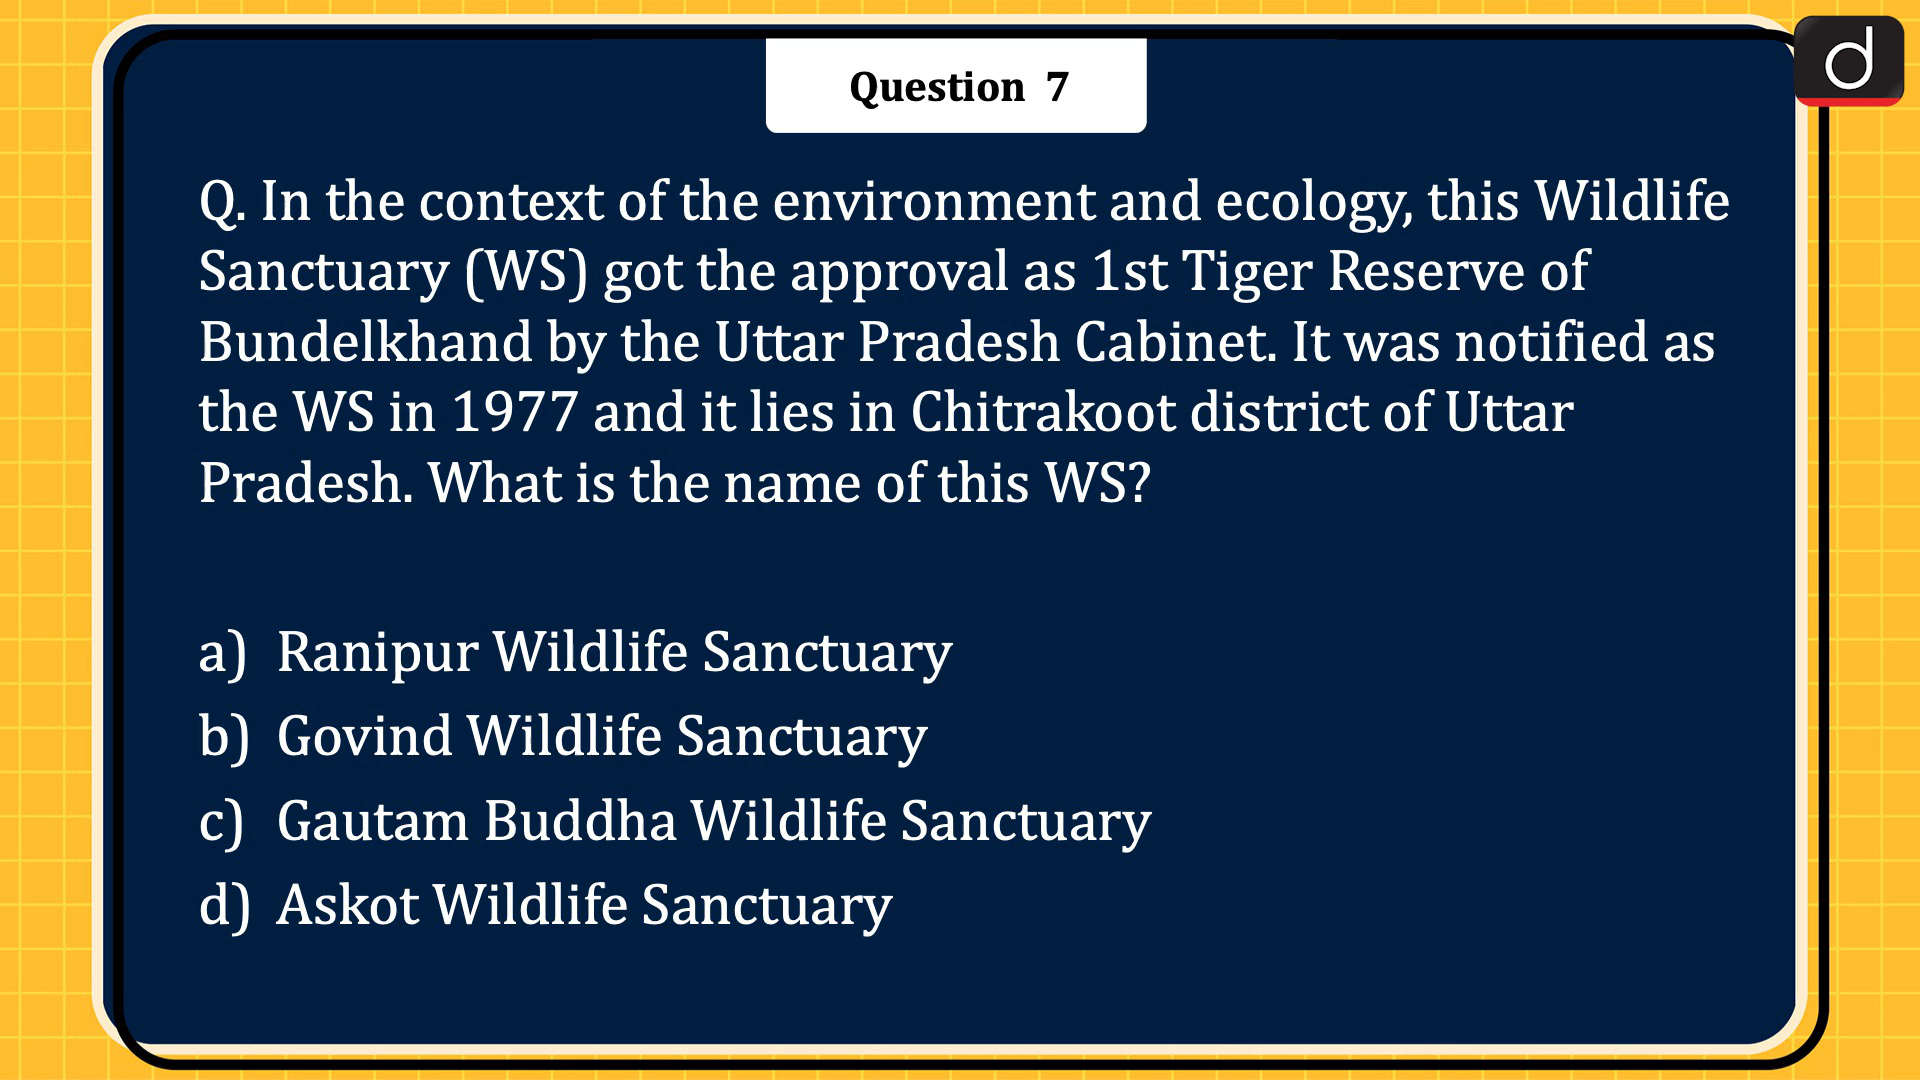 Question 7
d
Q. In the context of the environment and ecology, this Wildlife
Sanctuary (WS) got the approval as 1st Tiger Reserve of
Bundelkhand by the Uttar Pradesh Cabinet. It was notified as
the WS in 1977 and it lies in Chitrakoot district of Uttar
Pradesh. What is the name of this WS?
a) Ranipur Wildlife Sanctuary
b) Govind Wildlife Sanctuary
c) Gautam Buddha Wildlife Sanctuary
d) Askot Wildlife Sanctuary